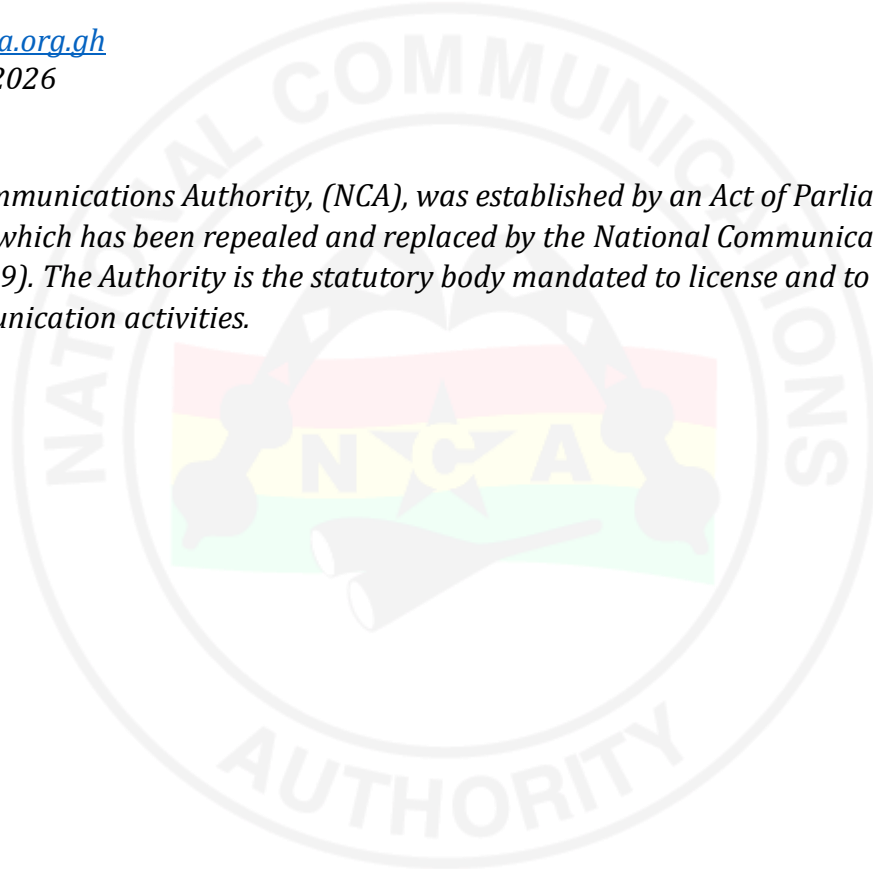 a.org.gh
2026
mmunications Authority, (NCA), was established by an Act of Parlia
which has been repealed and replaced by the National Communica
9). The Authority is the statutory body mandated to license and to
unication activities.
NATIONAL COMMUNICATIONS
NCA
AUTHORITY